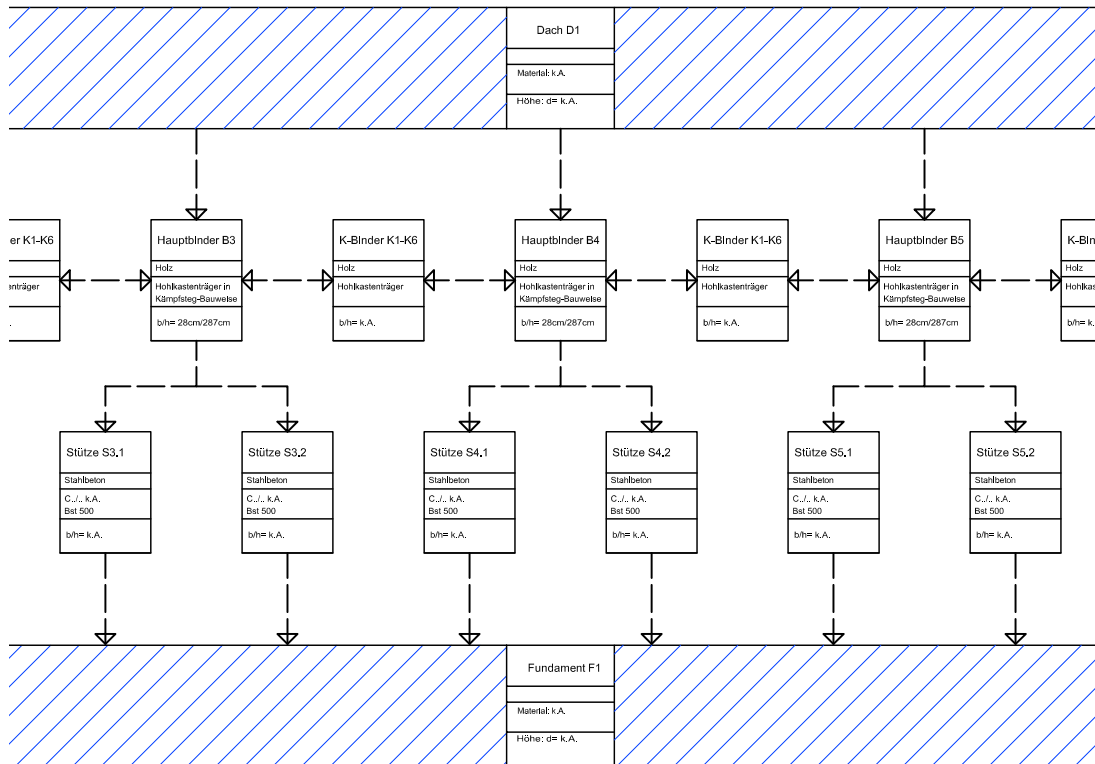 Dach D1
Material: k.A.
Höhe: d= k.A.
er K1-K6
enträger
.
Hauptbinder B3
Holz
Hohlkastenträger in
Kämpfsteg-Bauweise
b/h= 28cm/287cm
K-Binder K1-K6
Holz
Hohlkastenträger
b/h= k.A.
Hauptbinder B4
Holz
Hohlkastenträger in
Kämpfsteg-Bauweise
b/h= 28cm/287cm
K-Binder K1-K6
Holz
Hohlkastenträger
b/h= k.A.
Hauptbinder B5
Holz
Hohlkastenträger in
Kämpfsteg-Bauweise
b/h= 28cm/287cm
K-Bin
Holz
Hohlkast
b/h= k.
Stütze S3.1
Stahlbeton
C../.. k.A.
Bst 500
b/h= k.A.
Stütze S3.2
Stahlbeton
C../.. k.A.
Bst 500
b/h= k.A.
Stütze S4.1
Stahlbeton
C../.. k.A.
Bst 500
b/h= k.A.
Stütze S4.2
Stahlbeton
C../.. k.A.
Bst 500
b/h= k.A.
Stütze S5.1
Stahlbeton
C../.. k.A.
Bst 500
b/h= k.A.
Stütze S5.2
Stahlbeton
C../.. k.A.
Bst 500
b/h= k.A.
Fundament F1
Material: k.A.
Höhe: d= k.A.